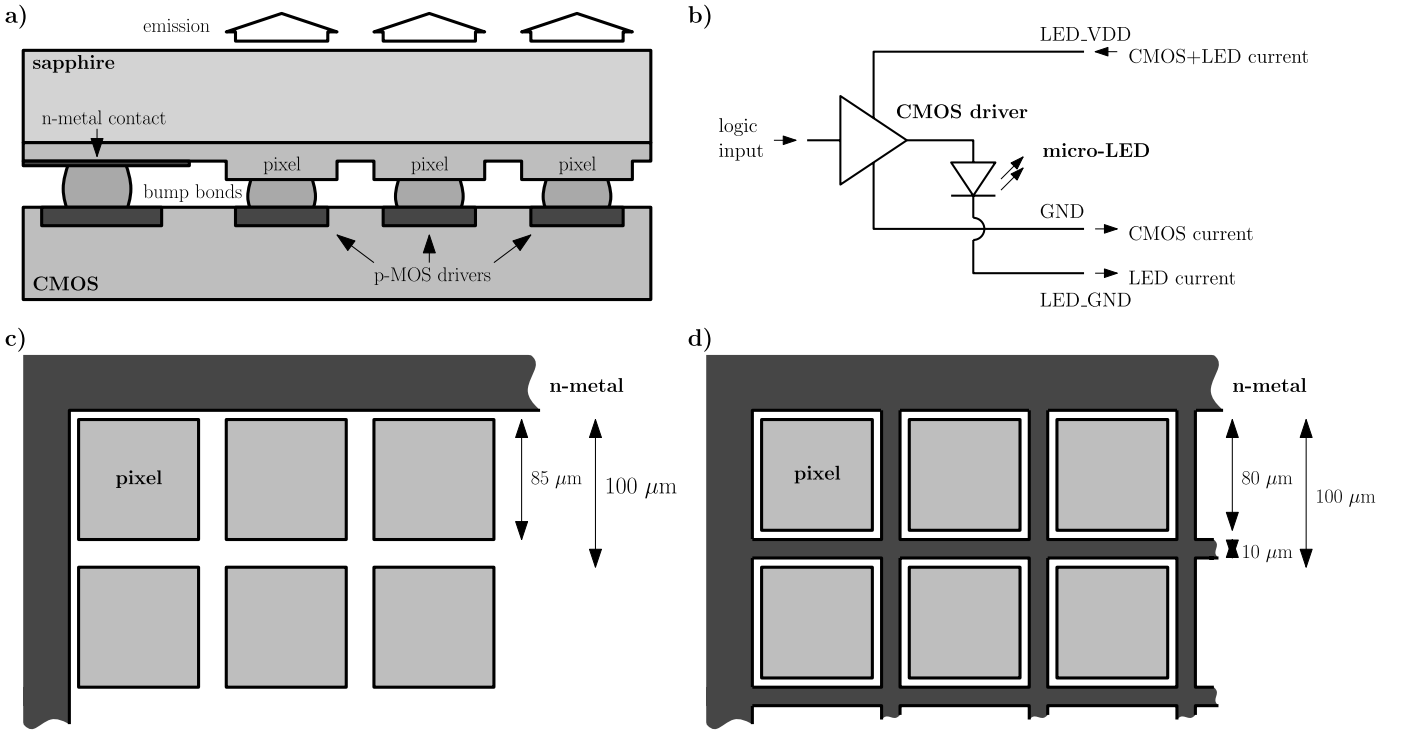 a)
emission
sapphire
n-metal contact
pixel
pixel
pixel
bump bonds
p-MOS drivers
CMOS
b)
LED_VDD
CMOS+LED current
CMOS driver
logic
input
micro-LED
GND
CMOS current
LED current
LED_GND
c)
n-metal
pixel
85 μm
100 μm
d)
n-metal
pixel
80 μm
100 μm
10 μm